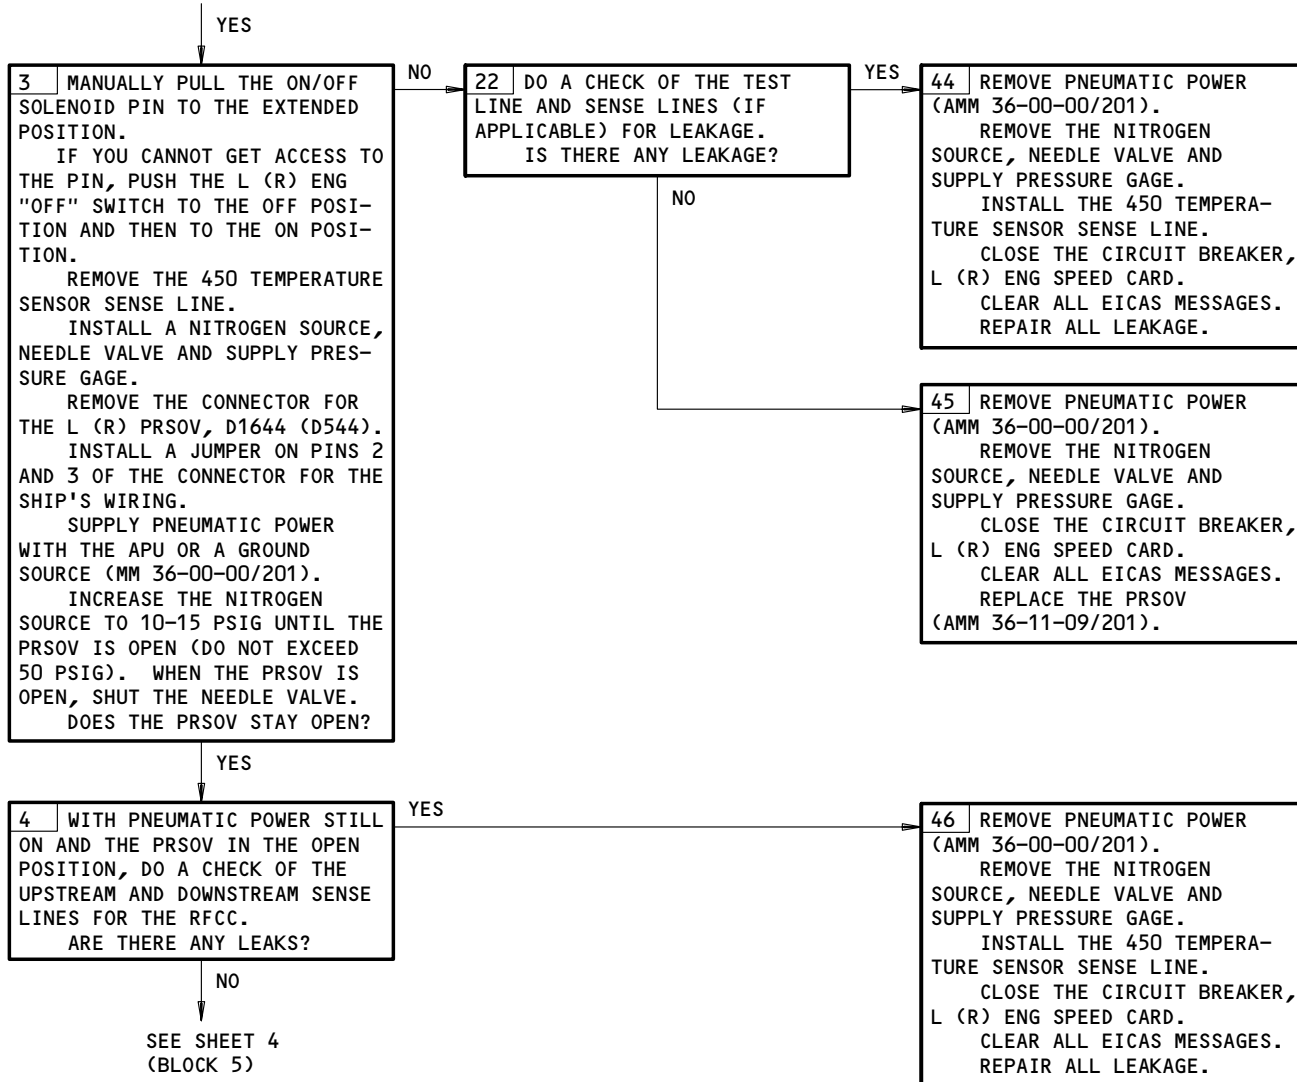 YES
3 MANUALLY PULL THE ON/OFF
SOLENOID PIN TO THE EXTENDED
POSITION.
IF YOU CANNOT GET ACCESS TO
THE PIN, PUSH THE L (R) ENG
"OFF" SWITCH TO THE OFF POSI-
TION AND THEN TO THE ON POSI-
TION.
REMOVE THE 450 TEMPERATURE
SENSOR SENSE LINE.
INSTALL A NITROGEN SOURCE,
NEEDLE VALVE AND SUPPLY PRES-
SURE GAGE.
REMOVE THE CONNECTOR FOR
THE L (R) PRSOV, D1644 (D544).
INSTALL A JUMPER ON PINS 2
AND 3 OF THE CONNECTOR FOR THE
SHIP'S WIRING.
SUPPLY PNEUMATIC POWER
WITH THE APU OR A GROUND
SOURCE (MM 36-00-00/201).
INCREASE THE NITROGEN
SOURCE TO 10-15 PSIG UNTIL THE
PRSOV IS OPEN (DO NOT EXCEED
50 PSIG). WHEN THE PRSOV IS
OPEN, SHUT THE NEEDLE VALVE.
DOES THE PRSOV STAY OPEN?
NO
22 DO A CHECK OF THE TEST
LINE AND SENSE LINES (IF
APPLICABLE) FOR LEAKAGE.
IS THERE ANY LEAKAGE?
YES
44 REMOVE PNEUMATIC POWER
(AMM 36-00-00/201).
REMOVE THE NITROGEN
SOURCE, NEEDLE VALVE AND
SUPPLY PRESSURE GAGE.
INSTALL THE 450 TEMPERA-
TURE SENSOR SENSE LINE.
CLOSE THE CIRCUIT BREAKER,
L (R) ENG SPEED CARD.
CLEAR ALL EICAS MESSAGES.
REPAIR ALL LEAKAGE.
NO
45 REMOVE PNEUMATIC POWER
(AMM 36-00-00/201).
REMOVE THE NITROGEN
SOURCE, NEEDLE VALVE AND
SUPPLY PRESSURE GAGE.
CLOSE THE CIRCUIT BREAKER,
L (R) ENG SPEED CARD.
CLEAR ALL EICAS MESSAGES.
REPLACE THE PRSOV
(AMM 36-11-09/201).
YES
4 WITH PNEUMATIC POWER STILL
ON AND THE PRSOV IN THE OPEN
POSITION, DO A CHECK OF THE
UPSTREAM AND DOWNSTREAM SENSE
LINES FOR THE RFCC.
ARE THERE ANY LEAKS?
YES
46 REMOVE PNEUMATIC POWER
(AMM 36-00-00/201).
REMOVE THE NITROGEN
SOURCE, NEEDLE VALVE AND
SUPPLY PRESSURE GAGE.
INSTALL THE 450 TEMPERA-
TURE SENSOR SENSE LINE.
CLOSE THE CIRCUIT BREAKER,
L (R) ENG SPEED CARD.
CLEAR ALL EICAS MESSAGES.
REPAIR ALL LEAKAGE.
NO
SEE SHEET 4
(BLOCK 5)